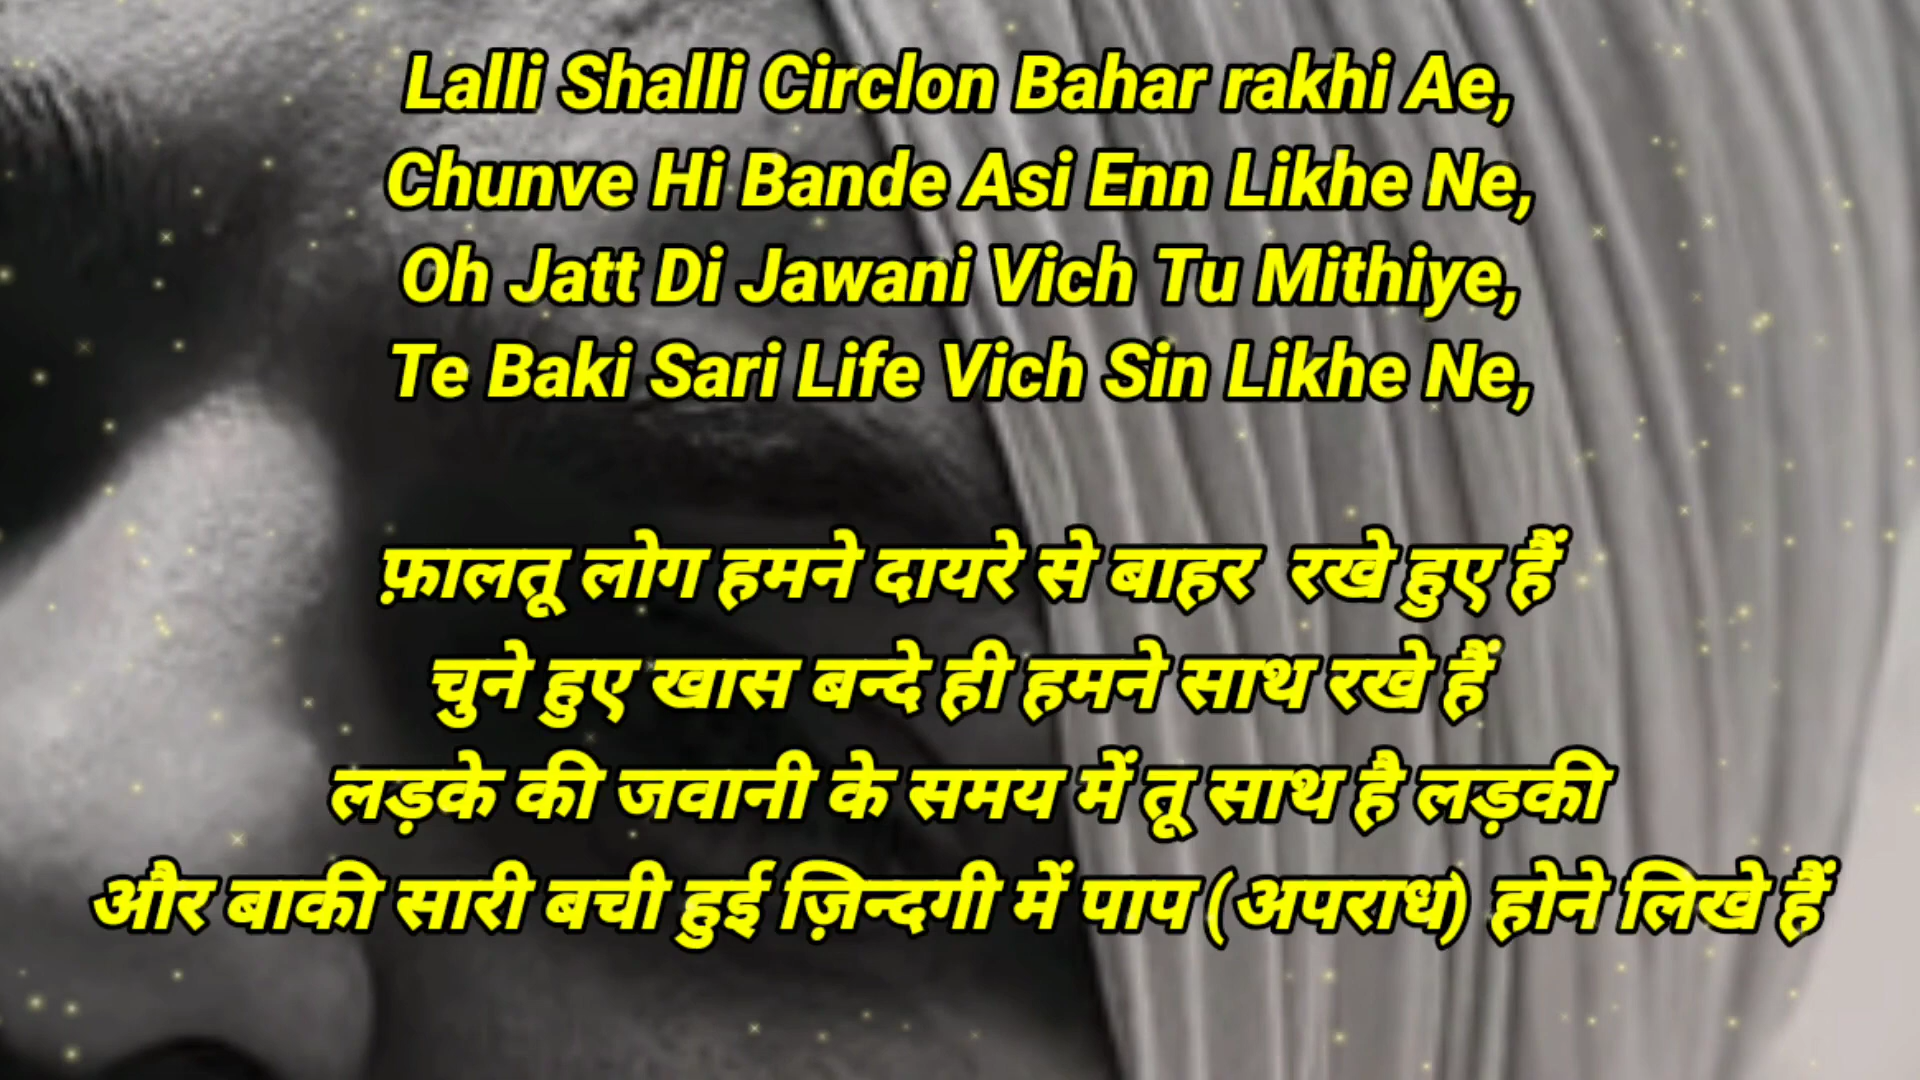 Lalli Shalli Circlon Bahar rakhi Ae,
Chunve Hi Bande Asi Enn Likhe Ne,
Oh Jatt Di Jawani Vich Tu Mithiye,
Te Baki Sari Life Vich Sin Likhe Ne,
फ़ालतू लोग हमने दायरे से बाहर रखे हुए हैं
चुने हुए खास बन्दे ही हमने साथ रखे हैं
लड़के की जवानी के समय में तू साथ है लड़की
और बाकी सारी बची हुई ज़िन्दगी में पाप (अपराध) होने लिखे हैं